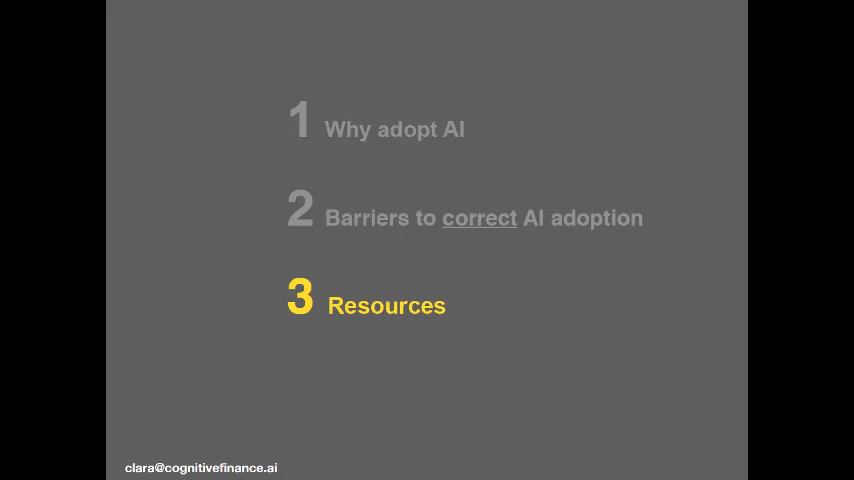 1 Why adopt AI
2 Barriers to correct AI adoption
3 Resources
clara@cognitivefinance.ai